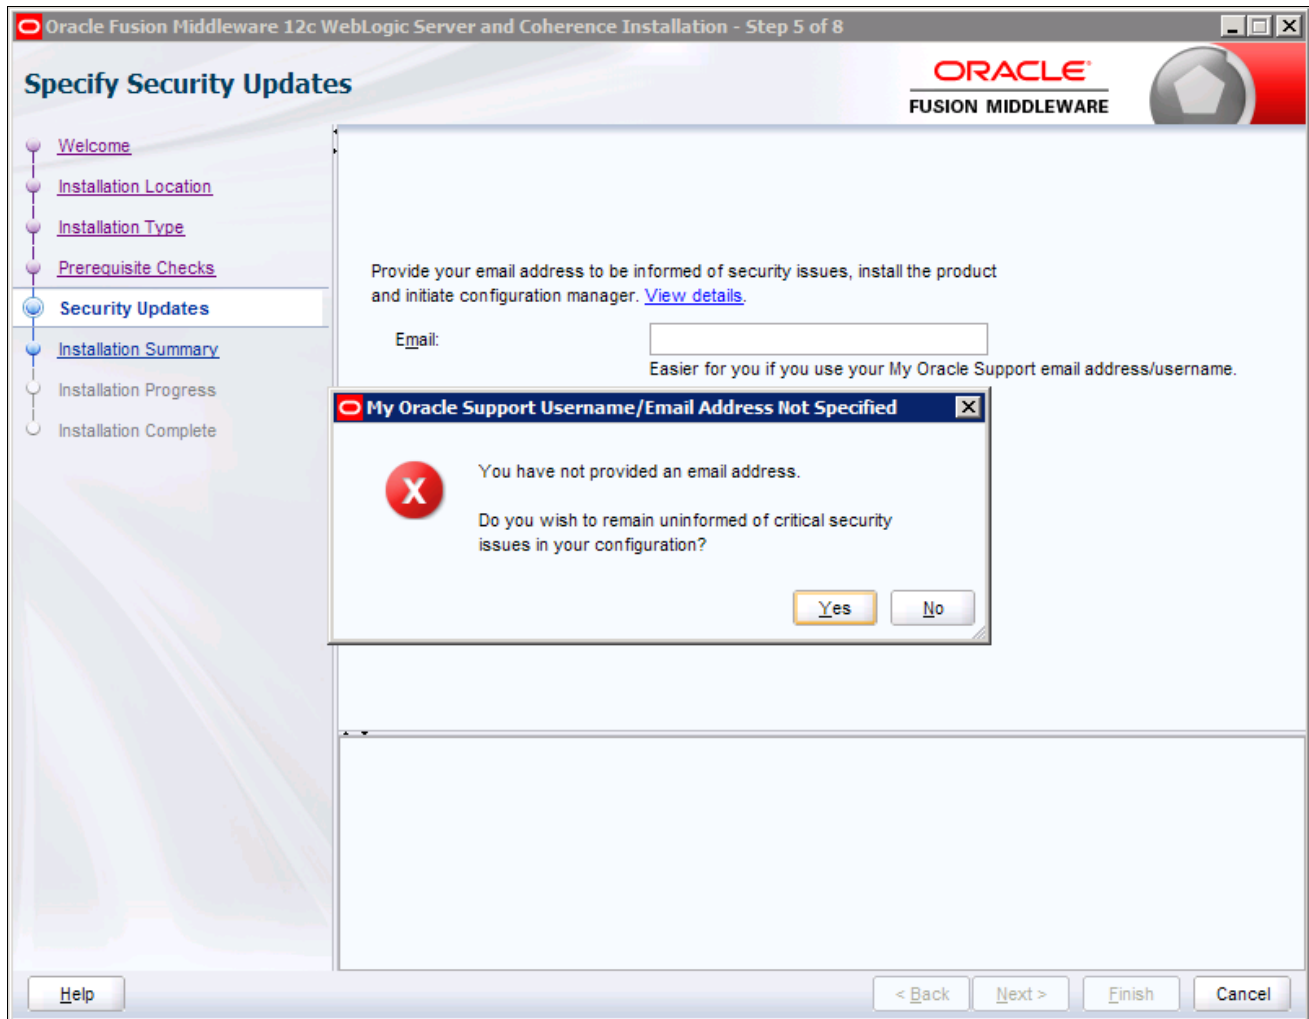 Oracle Fusion Middleware 12c WebLogic Server and Coherence Installation - Step 5 of 8
Specify Security Updates
ORACLE
FUSION MIDDLEWARE
Welcome
Installation Location
Installation Type
Prerequisite Checks
Security Updates
Installation Summary
Installation Progress
Installation Complete
Provide your email address to be informed of security issues, install the product
and initiate configuration manager. View details.
Email:
Easier for you if you use your My Oracle Support email address/username.
My Oracle Support Username/Email Address Not Specified
You have not provided an email address.
Do you wish to remain uninformed of critical security
issues in your configuration?
Yes No
Help < Back Next > Finish Cancel